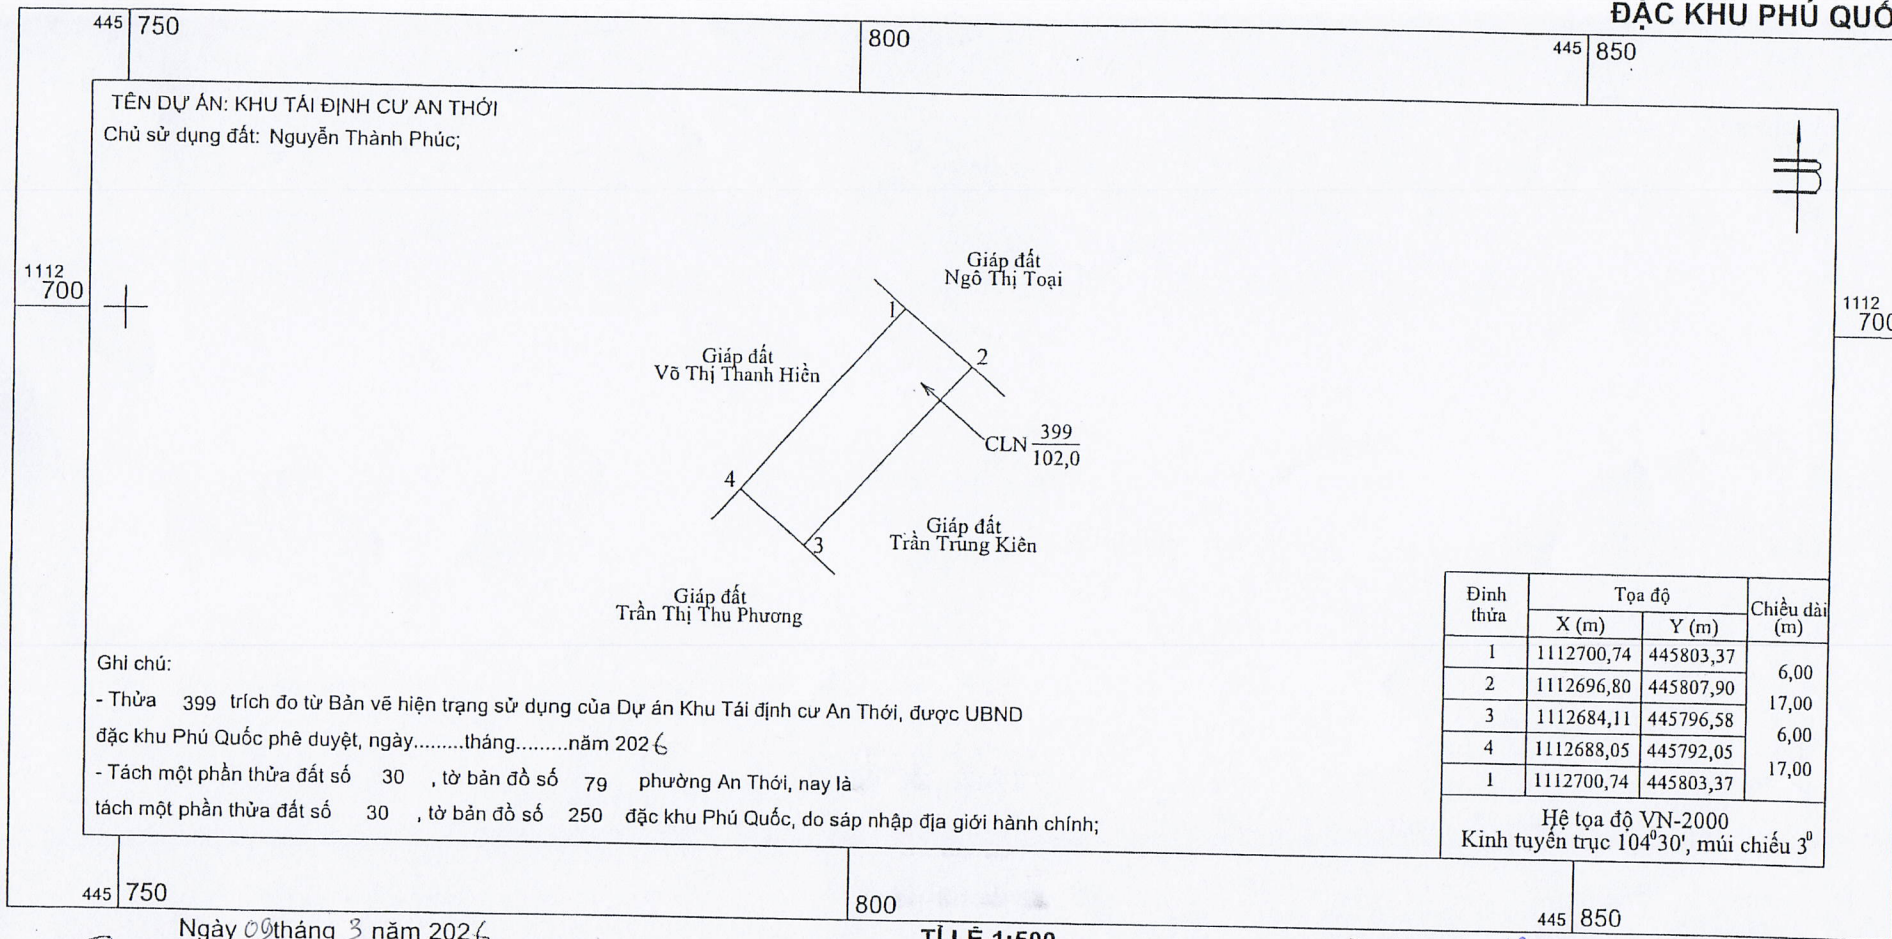 ĐẶC KHU PHÚ QUỐ
445 750
800
445 850
TÊN DỰ ÁN: KHU TÁI ĐỊNH CƯ AN THỚI
Chủ sử dụng đất: Nguyễn Thành Phúc;
1112
700
1112
700
Giáp đất
Ngô Thị Toại
1
2
Giáp đất
Võ Thị Thanh Hiền
CLN 399
102,0
4
3
Giáp đất
Trần Trung Kiên
Giáp đất
Trần Thị Thu Phương
Đỉnh thửa Tọa độ Chiều dài (m)
X (m) Y (m)
1 1112700,74 445803,37
6,00
2 1112696,80 445807,90
17,00
3 1112684,11 445796,58
6,00
4 1112688,05 445792,05
17,00
1 1112700,74 445803,37
Hệ tọa độ VN-2000
Kinh tuyến trục 104⁰30', múi chiếu 3⁰
Ghi chú:
- Thửa 399 trích đo từ Bản vẽ hiện trạng sử dụng của Dự án Khu Tái định cư An Thới, được UBND
đặc khu Phú Quốc phê duyệt, ngày.........tháng.........năm 2026
- Tách một phần thửa đất số 30 , tờ bản đồ số 79 phường An Thới, nay là
tách một phần thửa đất số 30 , tờ bản đồ số 250 đặc khu Phú Quốc, do sáp nhập địa giới hành chính;
445 750
800
445 850
Ngày 09 tháng 3 năm 2026
TỈ LỆ 1:500